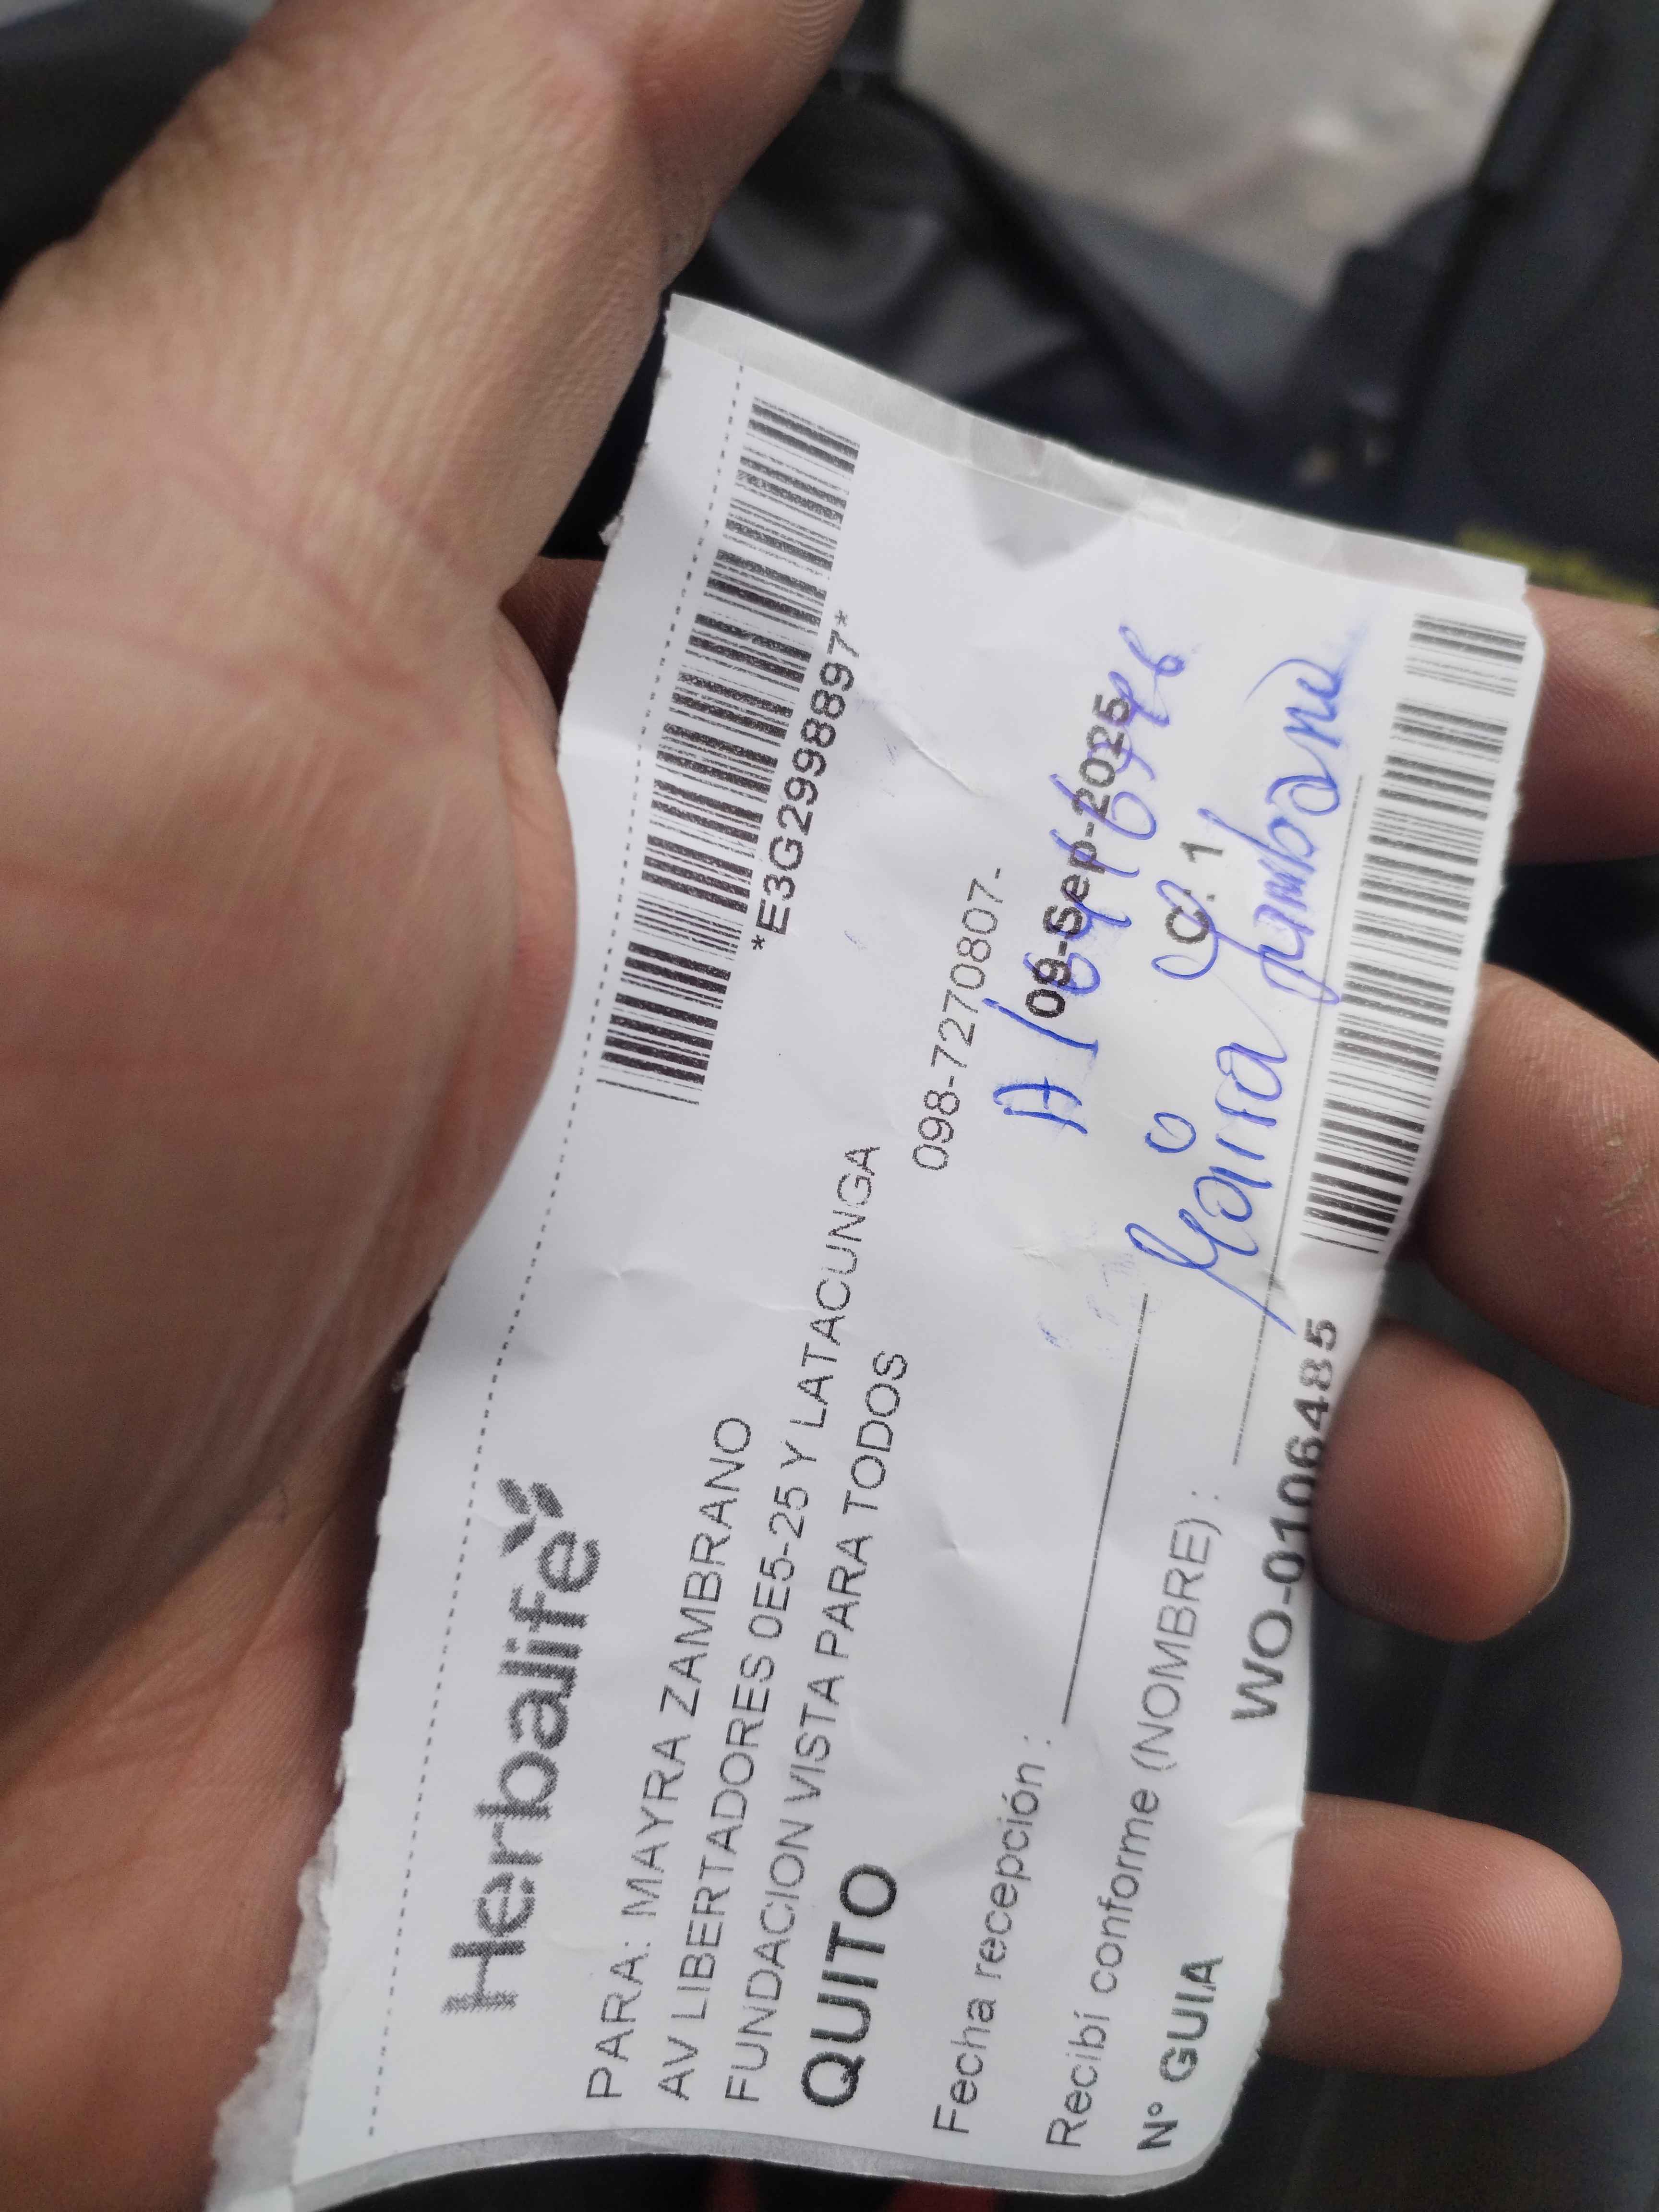 Herbalife
*E3G2998897*
PARA: MAYRA ZAMBRANO
AV LIBERTADORES 0E5-25 Y LATACUNGA
FUNDACION VISTA PARA TODOS
QUITO
098-7270807-
09-Sep-2025
Fecha recepción :
C. 1
Recibí conforme (NOMBRE) :
N° GUIA
WO-0106485